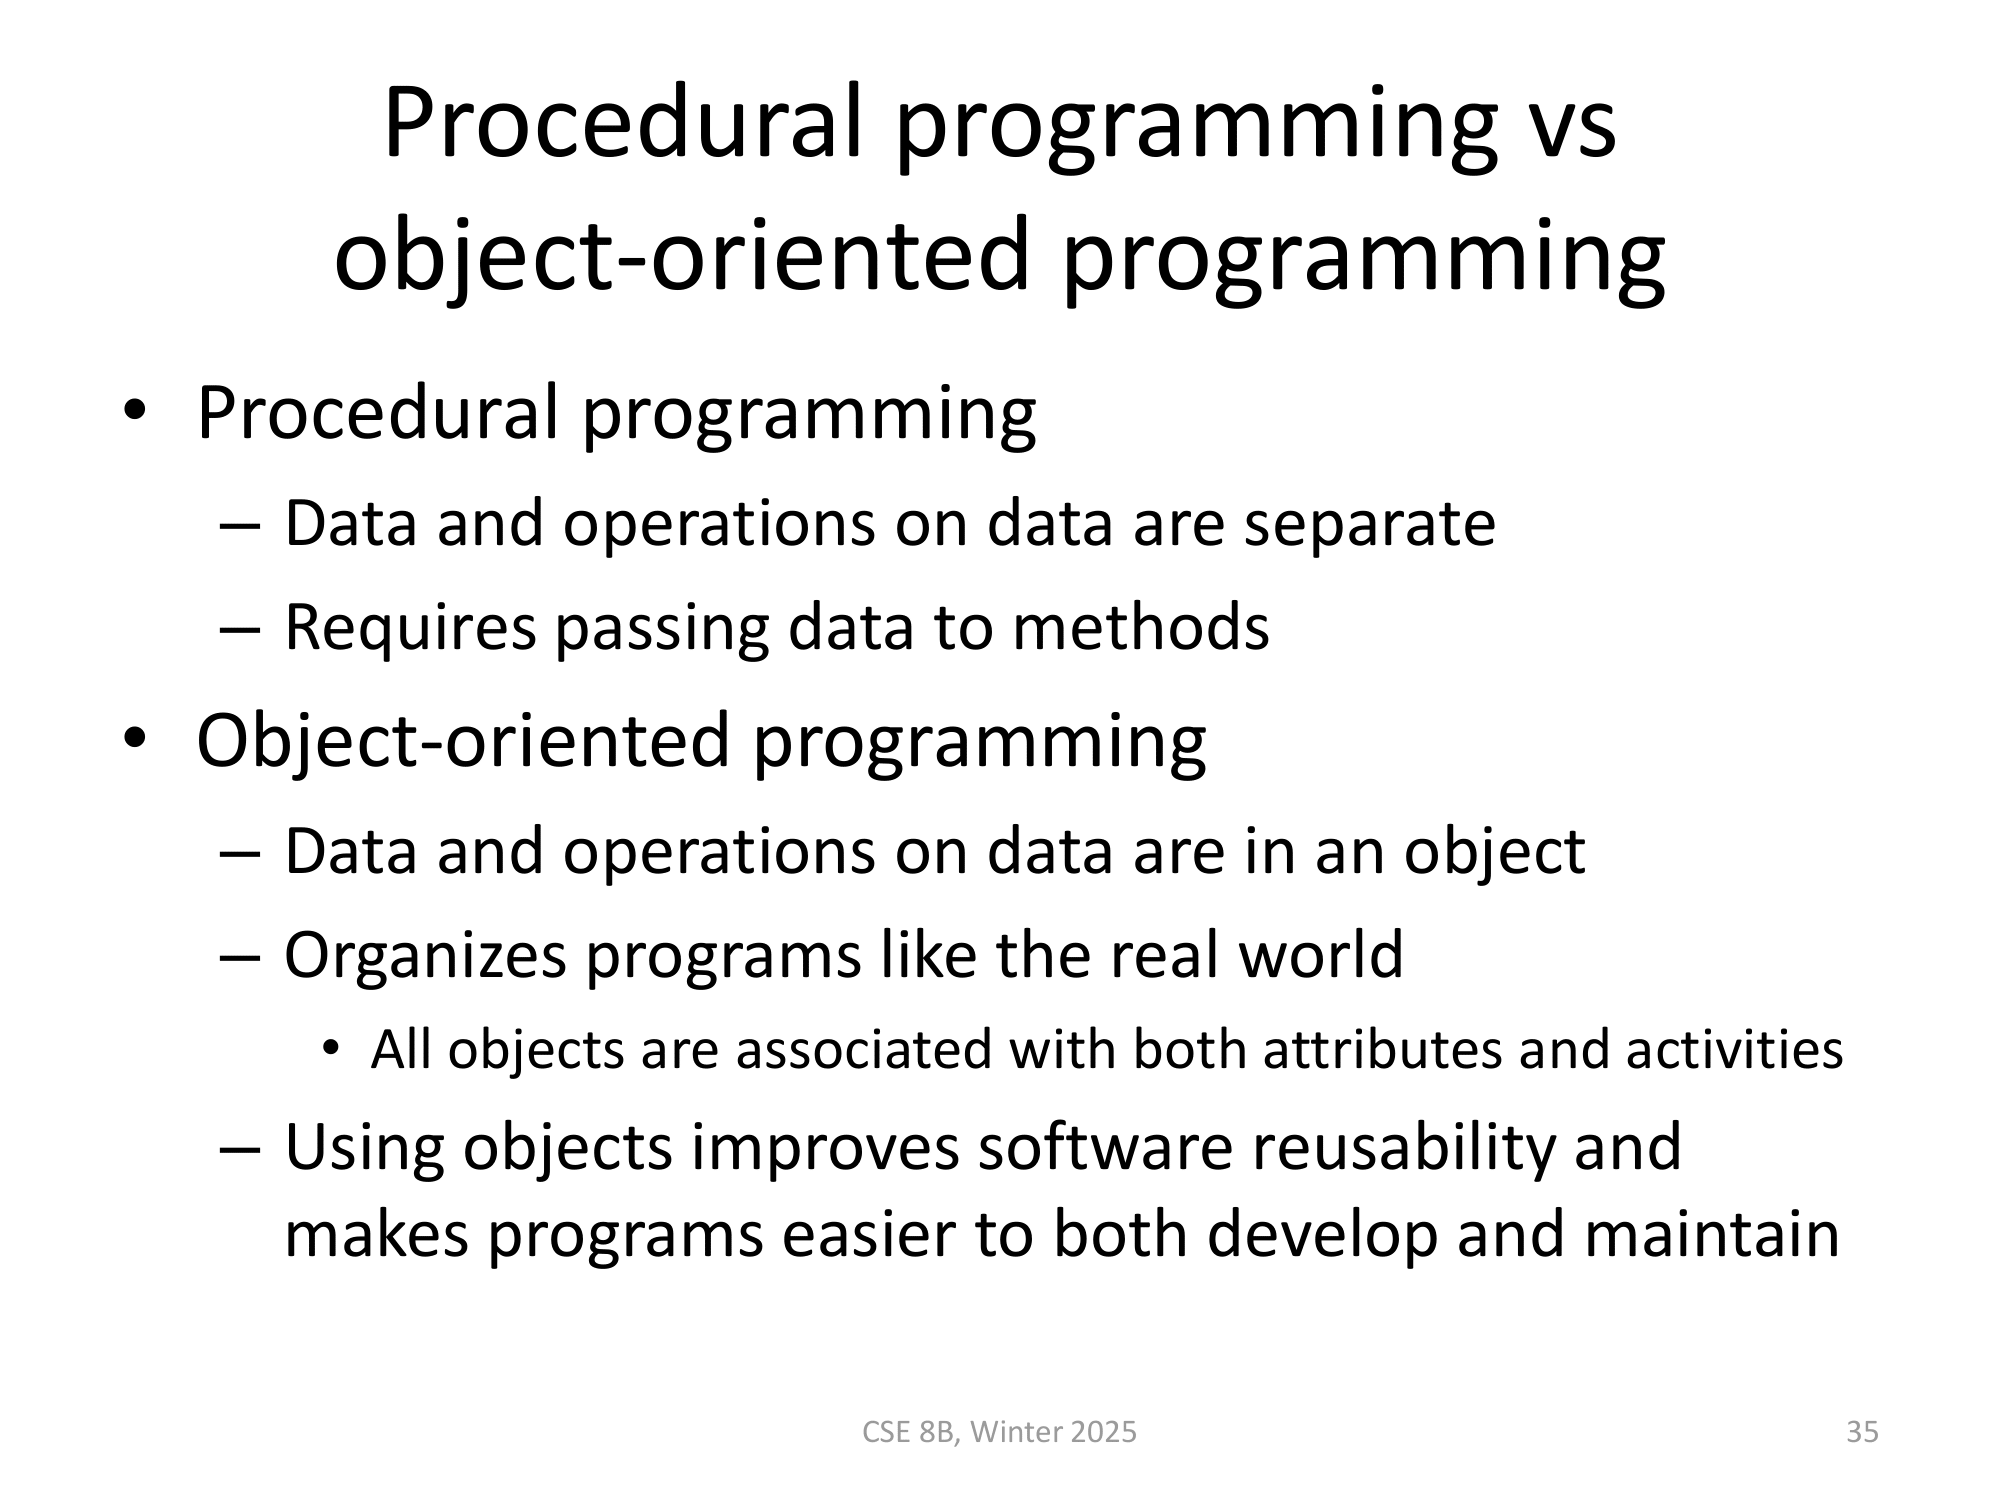 Procedural programming vs
object-oriented programming
• Procedural programming
– Data and operations on data are separate
– Requires passing data to methods
• Object-oriented programming
– Data and operations on data are in an object
– Organizes programs like the real world
• All objects are associated with both attributes and activities
– Using objects improves software reusability and
makes programs easier to both develop and maintain
CSE 8B, Winter 2025
35